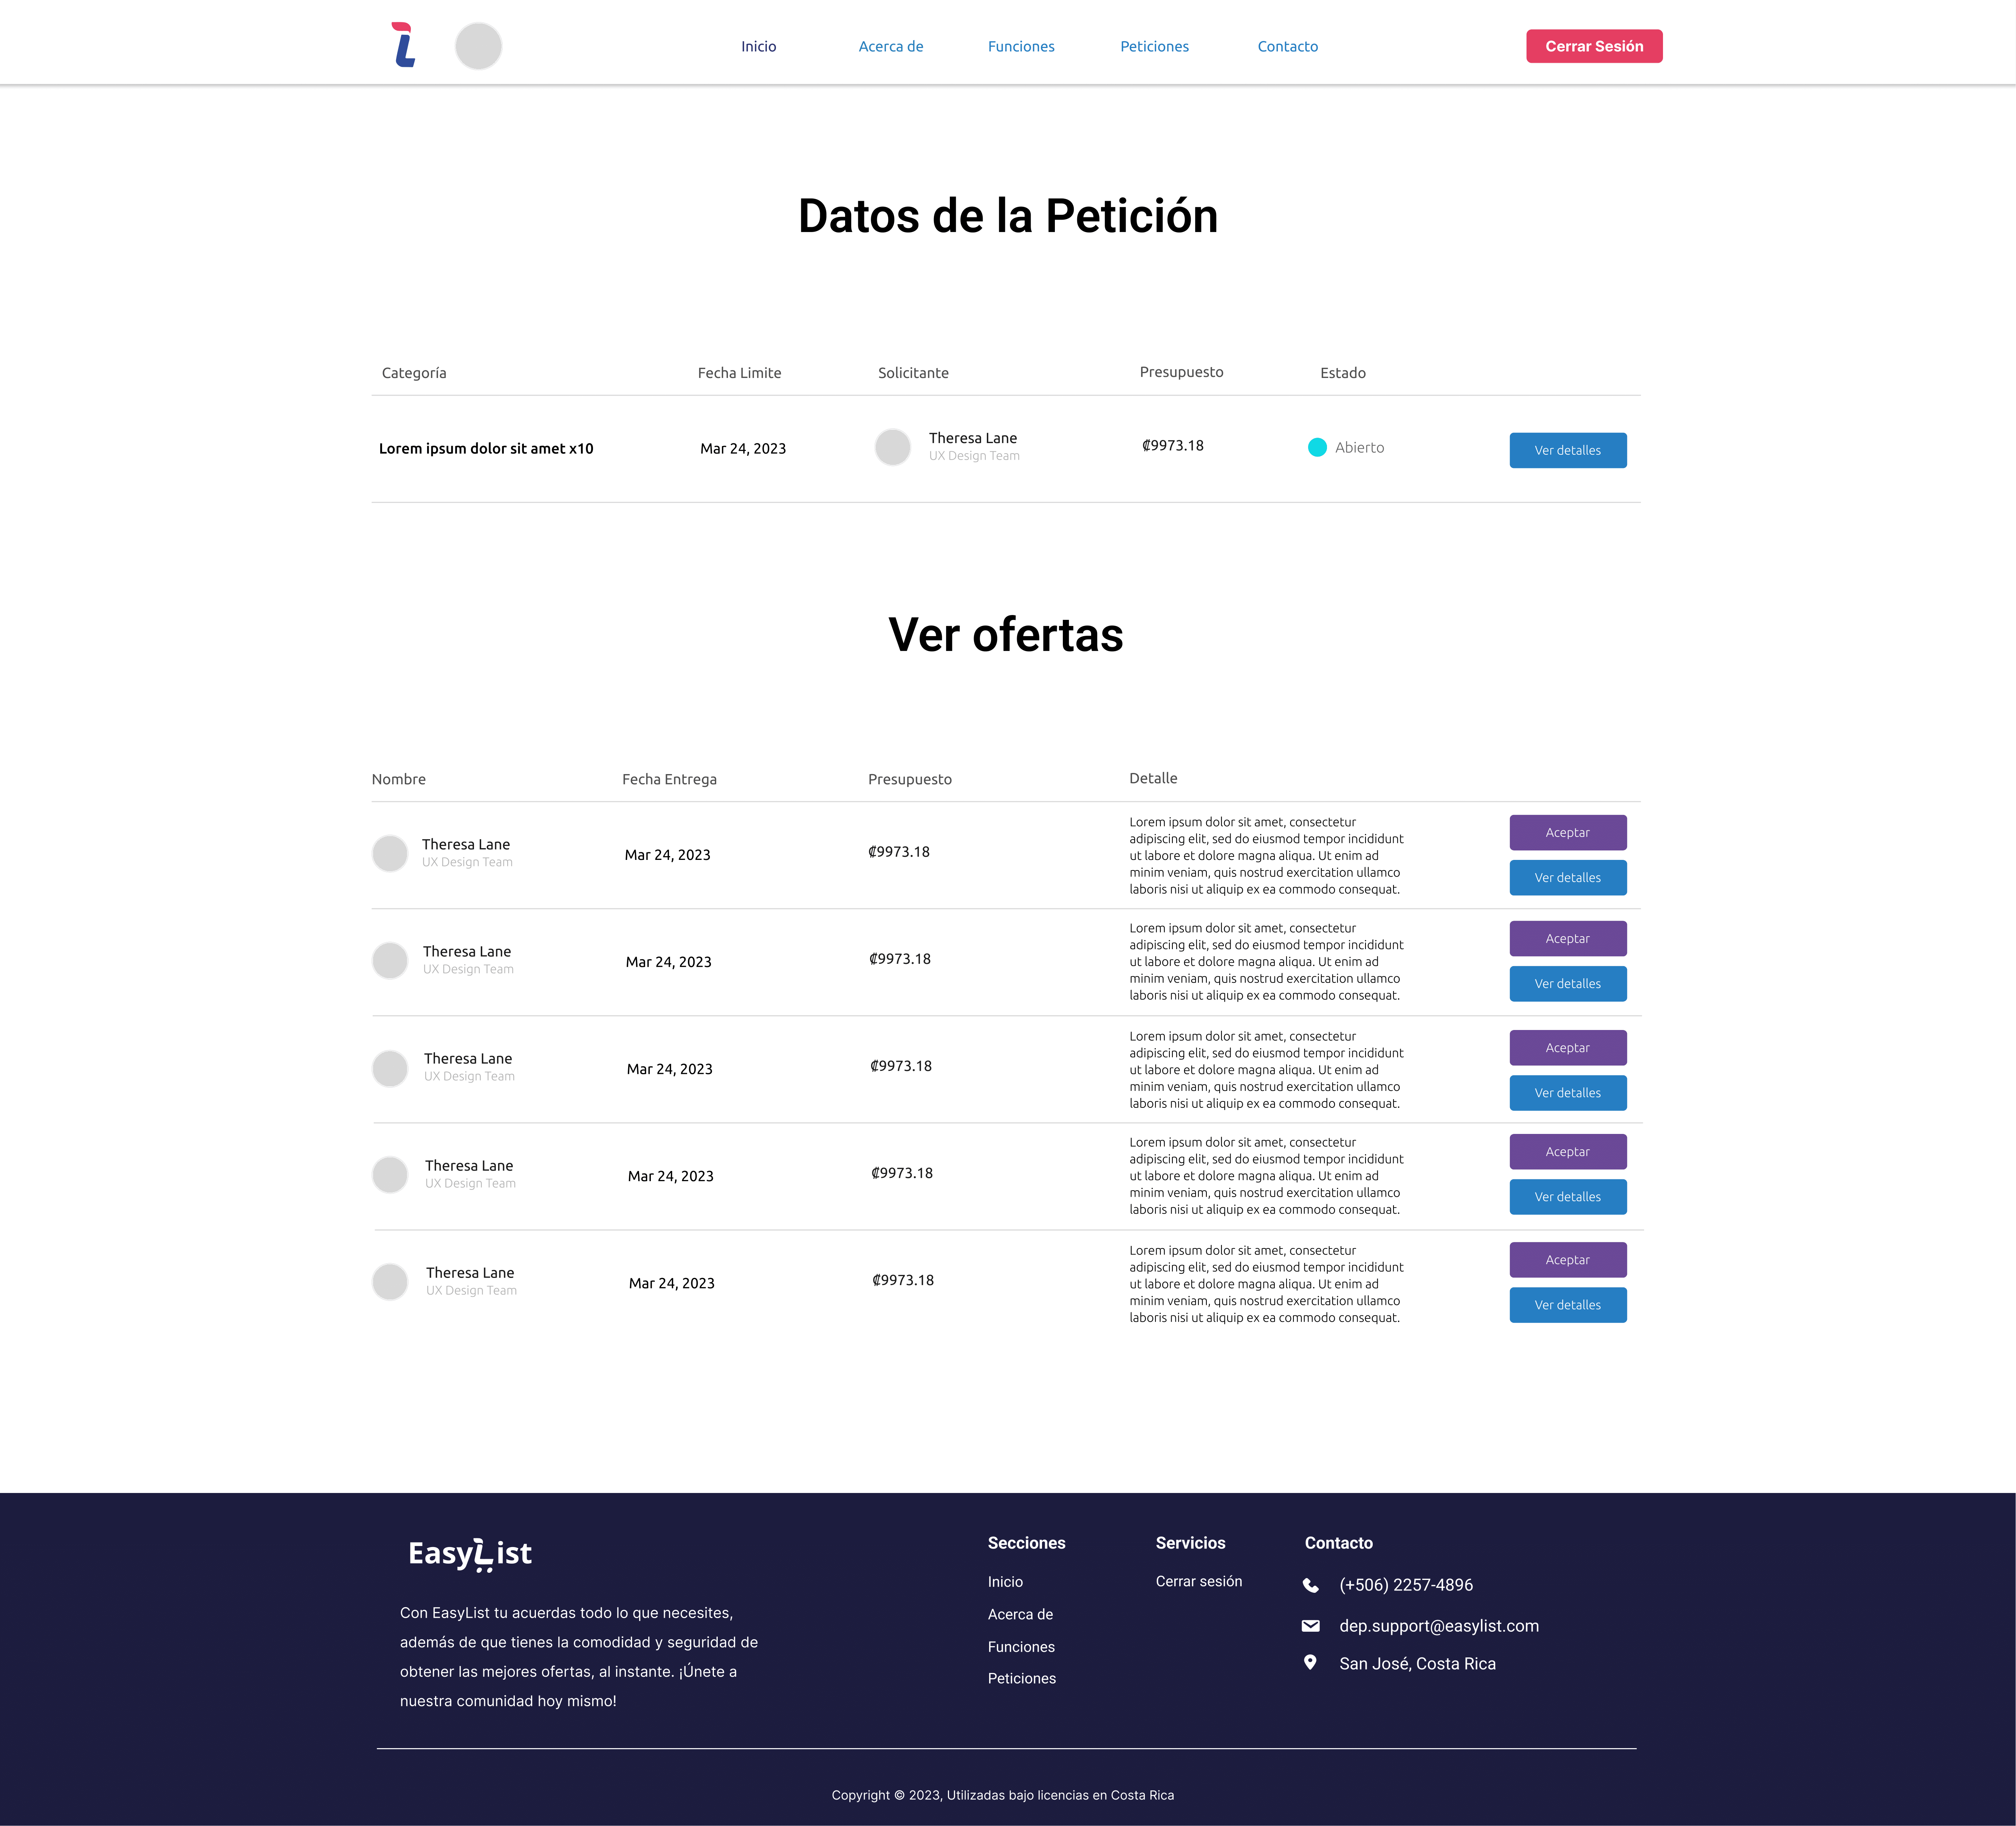 Inicio Acerca de Funciones Peticiones Contacto Cerrar Sesión
Datos de la Petición
Categoría Fecha Limite Solicitante Presupuesto Estado
Lorem ipsum dolor sit amet x10 Mar 24, 2023 Theresa Lane ₡9973.18 Abierto Ver detalles
UX Design Team
Ver ofertas
Nombre Fecha Entrega Presupuesto Detalle
Theresa Lane
UX Design Team
Mar 24, 2023
₡9973.18
Lorem ipsum dolor sit amet, consectetur
adipiscing elit, sed do eiusmod tempor incididunt
ut labore et dolore magna aliqua. Ut enim ad
minim veniam, quis nostrud exercitation ullamco
laboris nisi ut aliquip ex ea commodo consequat.
Aceptar
Ver detalles
Theresa Lane
UX Design Team
Mar 24, 2023
₡9973.18
Lorem ipsum dolor sit amet, consectetur
adipiscing elit, sed do eiusmod tempor incididunt
ut labore et dolore magna aliqua. Ut enim ad
minim veniam, quis nostrud exercitation ullamco
laboris nisi ut aliquip ex ea commodo consequat.
Aceptar
Ver detalles
Theresa Lane
UX Design Team
Mar 24, 2023
₡9973.18
Lorem ipsum dolor sit amet, consectetur
adipiscing elit, sed do eiusmod tempor incididunt
ut labore et dolore magna aliqua. Ut enim ad
minim veniam, quis nostrud exercitation ullamco
laboris nisi ut aliquip ex ea commodo consequat.
Aceptar
Ver detalles
Theresa Lane
UX Design Team
Mar 24, 2023
₡9973.18
Lorem ipsum dolor sit amet, consectetur
adipiscing elit, sed do eiusmod tempor incididunt
ut labore et dolore magna aliqua. Ut enim ad
minim veniam, quis nostrud exercitation ullamco
laboris nisi ut aliquip ex ea commodo consequat.
Aceptar
Ver detalles
Theresa Lane
UX Design Team
Mar 24, 2023
₡9973.18
Lorem ipsum dolor sit amet, consectetur
adipiscing elit, sed do eiusmod tempor incididunt
ut labore et dolore magna aliqua. Ut enim ad
minim veniam, quis nostrud exercitation ullamco
laboris nisi ut aliquip ex ea commodo consequat.
Aceptar
Ver detalles
EasyList
Con EasyList tu acuerdas todo lo que necesites,
además de que tienes la comodidad y seguridad de
obtener las mejores ofertas, al instante. ¡Únete a
nuestra comunidad hoy mismo!
Secciones
Inicio
Acerca de
Funciones
Peticiones
Servicios
Cerrar sesión
Contacto
(+506) 2257-4896
dep.support@easylist.com
San José, Costa Rica
Copyright © 2023, Utilizadas bajo licencias en Costa Rica